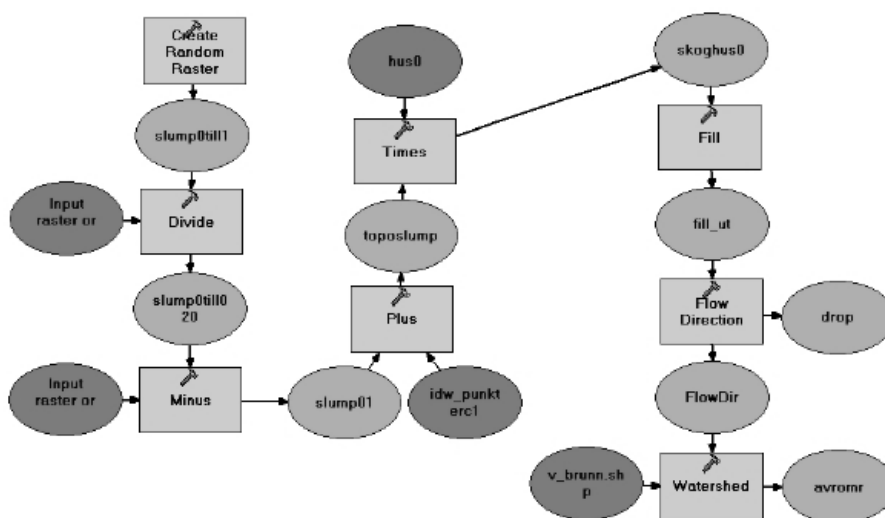 Create
Random
Raster
slump0till1
Input
raster or
Divide
slump0till0
20
Input
raster or
Minus
slump01
idw_punkt
erc1
Plus
toposlump
hus0
Times
skoghus0
Fill
fill_ut
Flow
Direction
drop
FlowDir
v_brunn.sh
p
Watershed
avromr